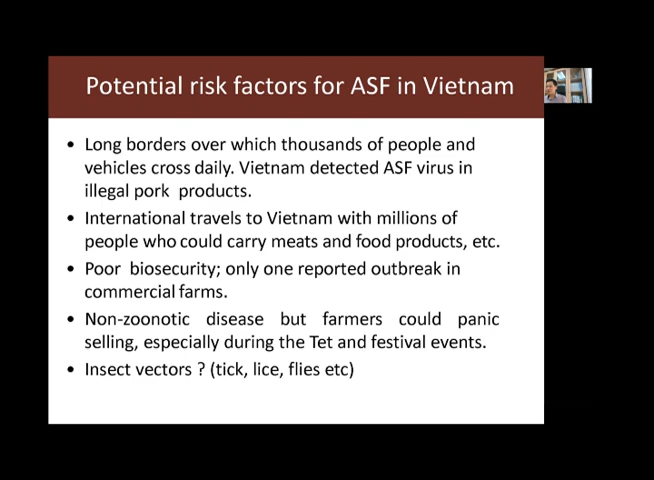 Potential risk factors for ASF in Vietnam
• Long borders over which thousands of people and
vehicles cross daily. Vietnam detected ASF virus in
illegal pork products.
• International travels to Vietnam with millions of
people who could carry meats and food products, etc.
• Poor biosecurity; only one reported outbreak in
commercial farms.
• Non-zoonotic disease but farmers could panic
selling, especially during the Tet and festival events.
• Insect vectors ? (tick, lice, flies etc)